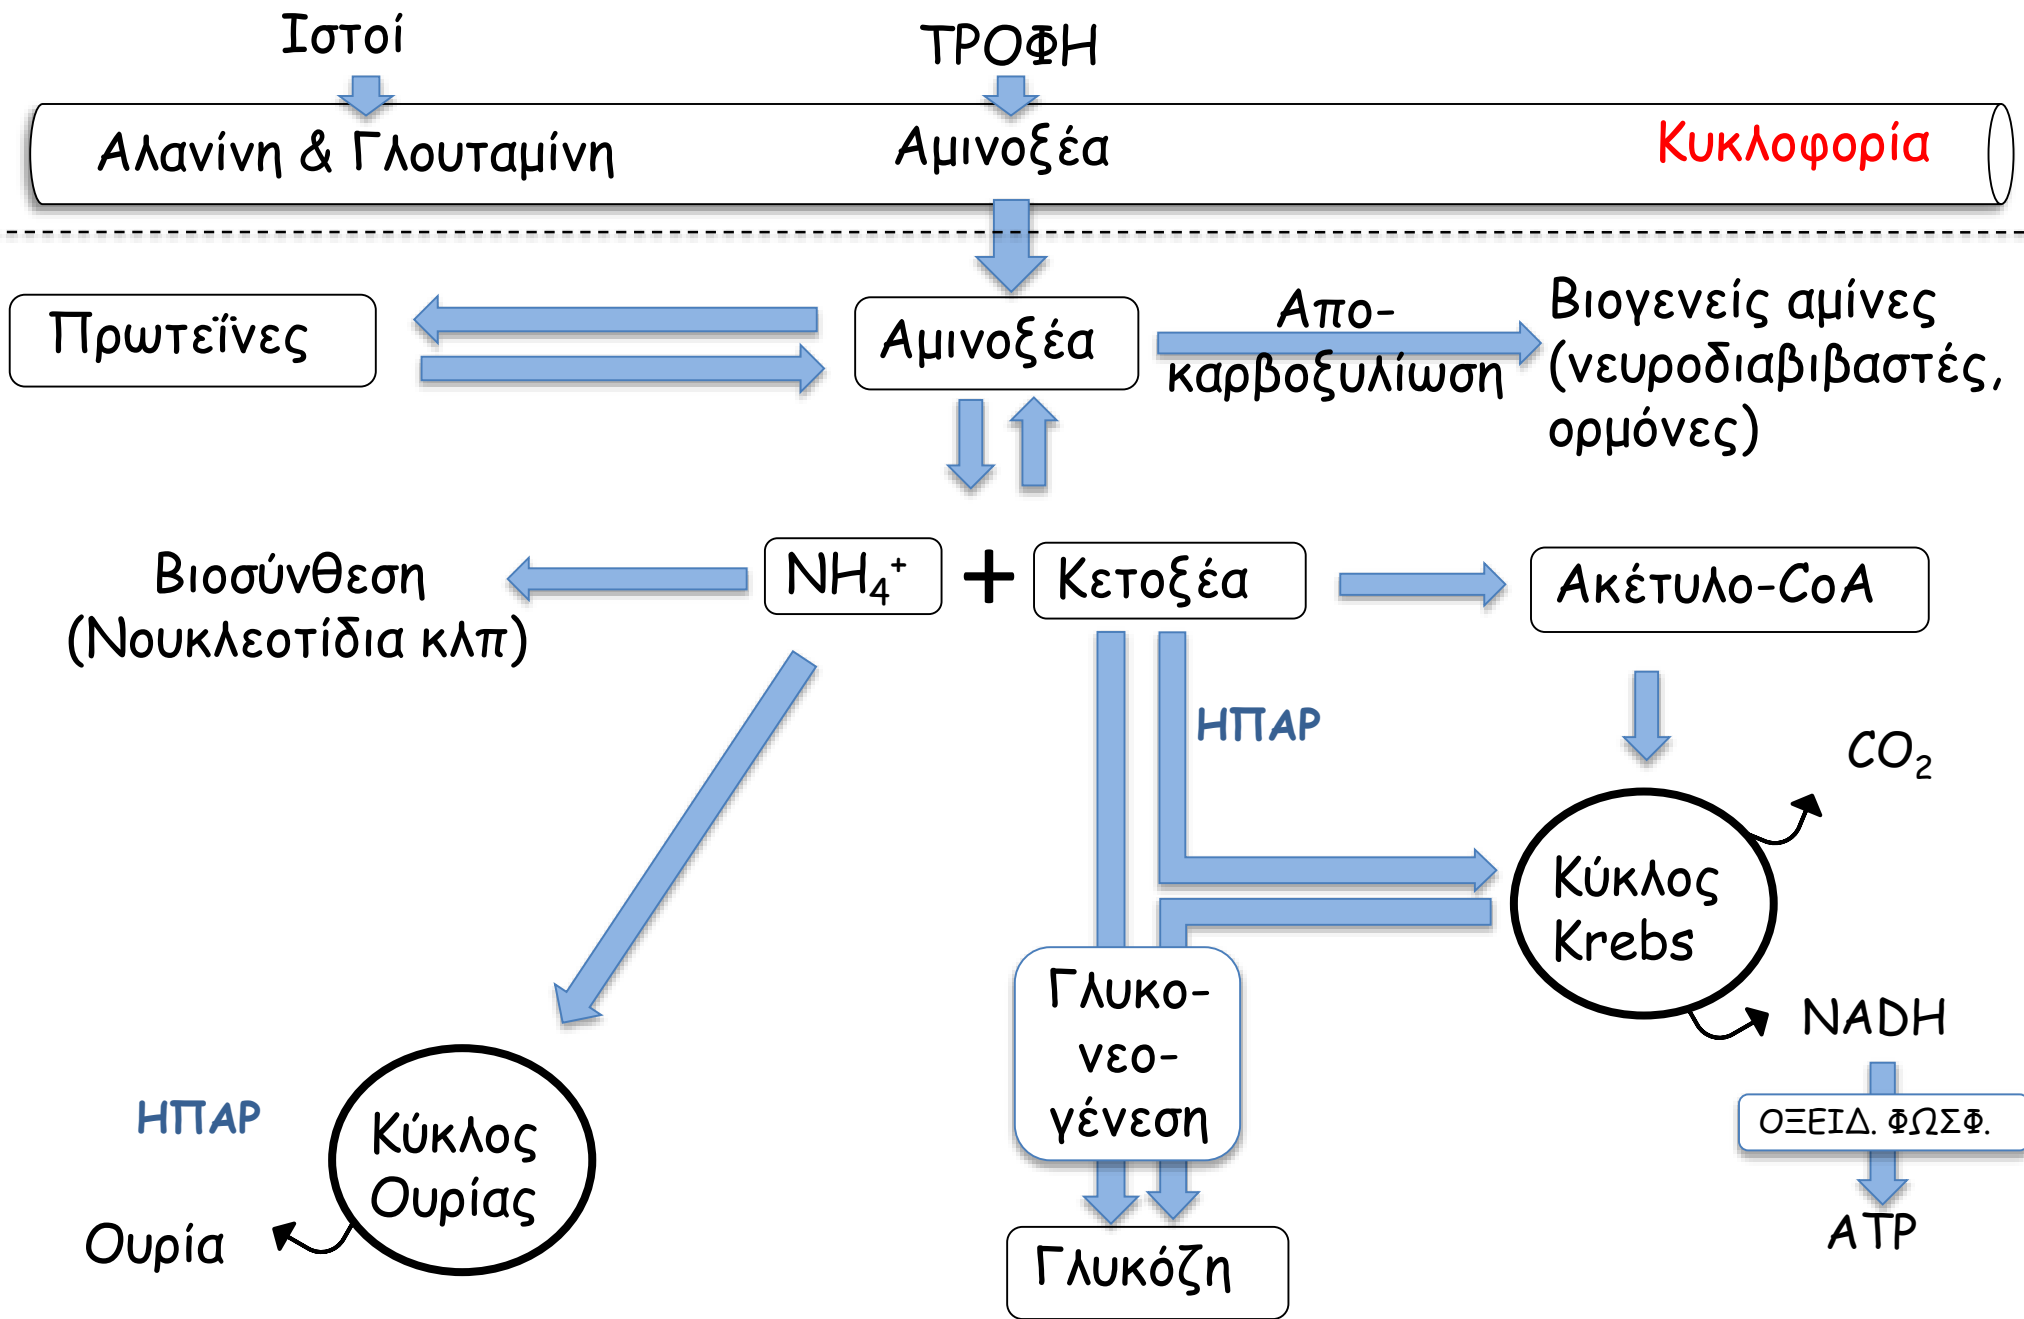 Ιστοί
ΤΡΟΦΗ
Αλανίνη & Γλουταμίνη
Αμινοξέα
Κυκλοφορία
Πρωτεΐνες
Αμινοξέα
Απο-
καρβοξυλίωση
Βιογενείς αμίνες
(νευροδιαβιβαστές,
ορμόνες)
Βιοσύνθεση
(Νουκλεοτίδια κλπ)
NH₄⁺
+
Κετοξέα
Ακέτυλο-CoA
ΗΠΑΡ
CO₂
Κύκλος
Krebs
Γλυκο-
νεο-
γένεση
NADH
ΟΞΕΙΔ. ΦΩΣΦ.
ATP
ΗΠΑΡ
Κύκλος
Ουρίας
Ουρία
Γλυκόζη